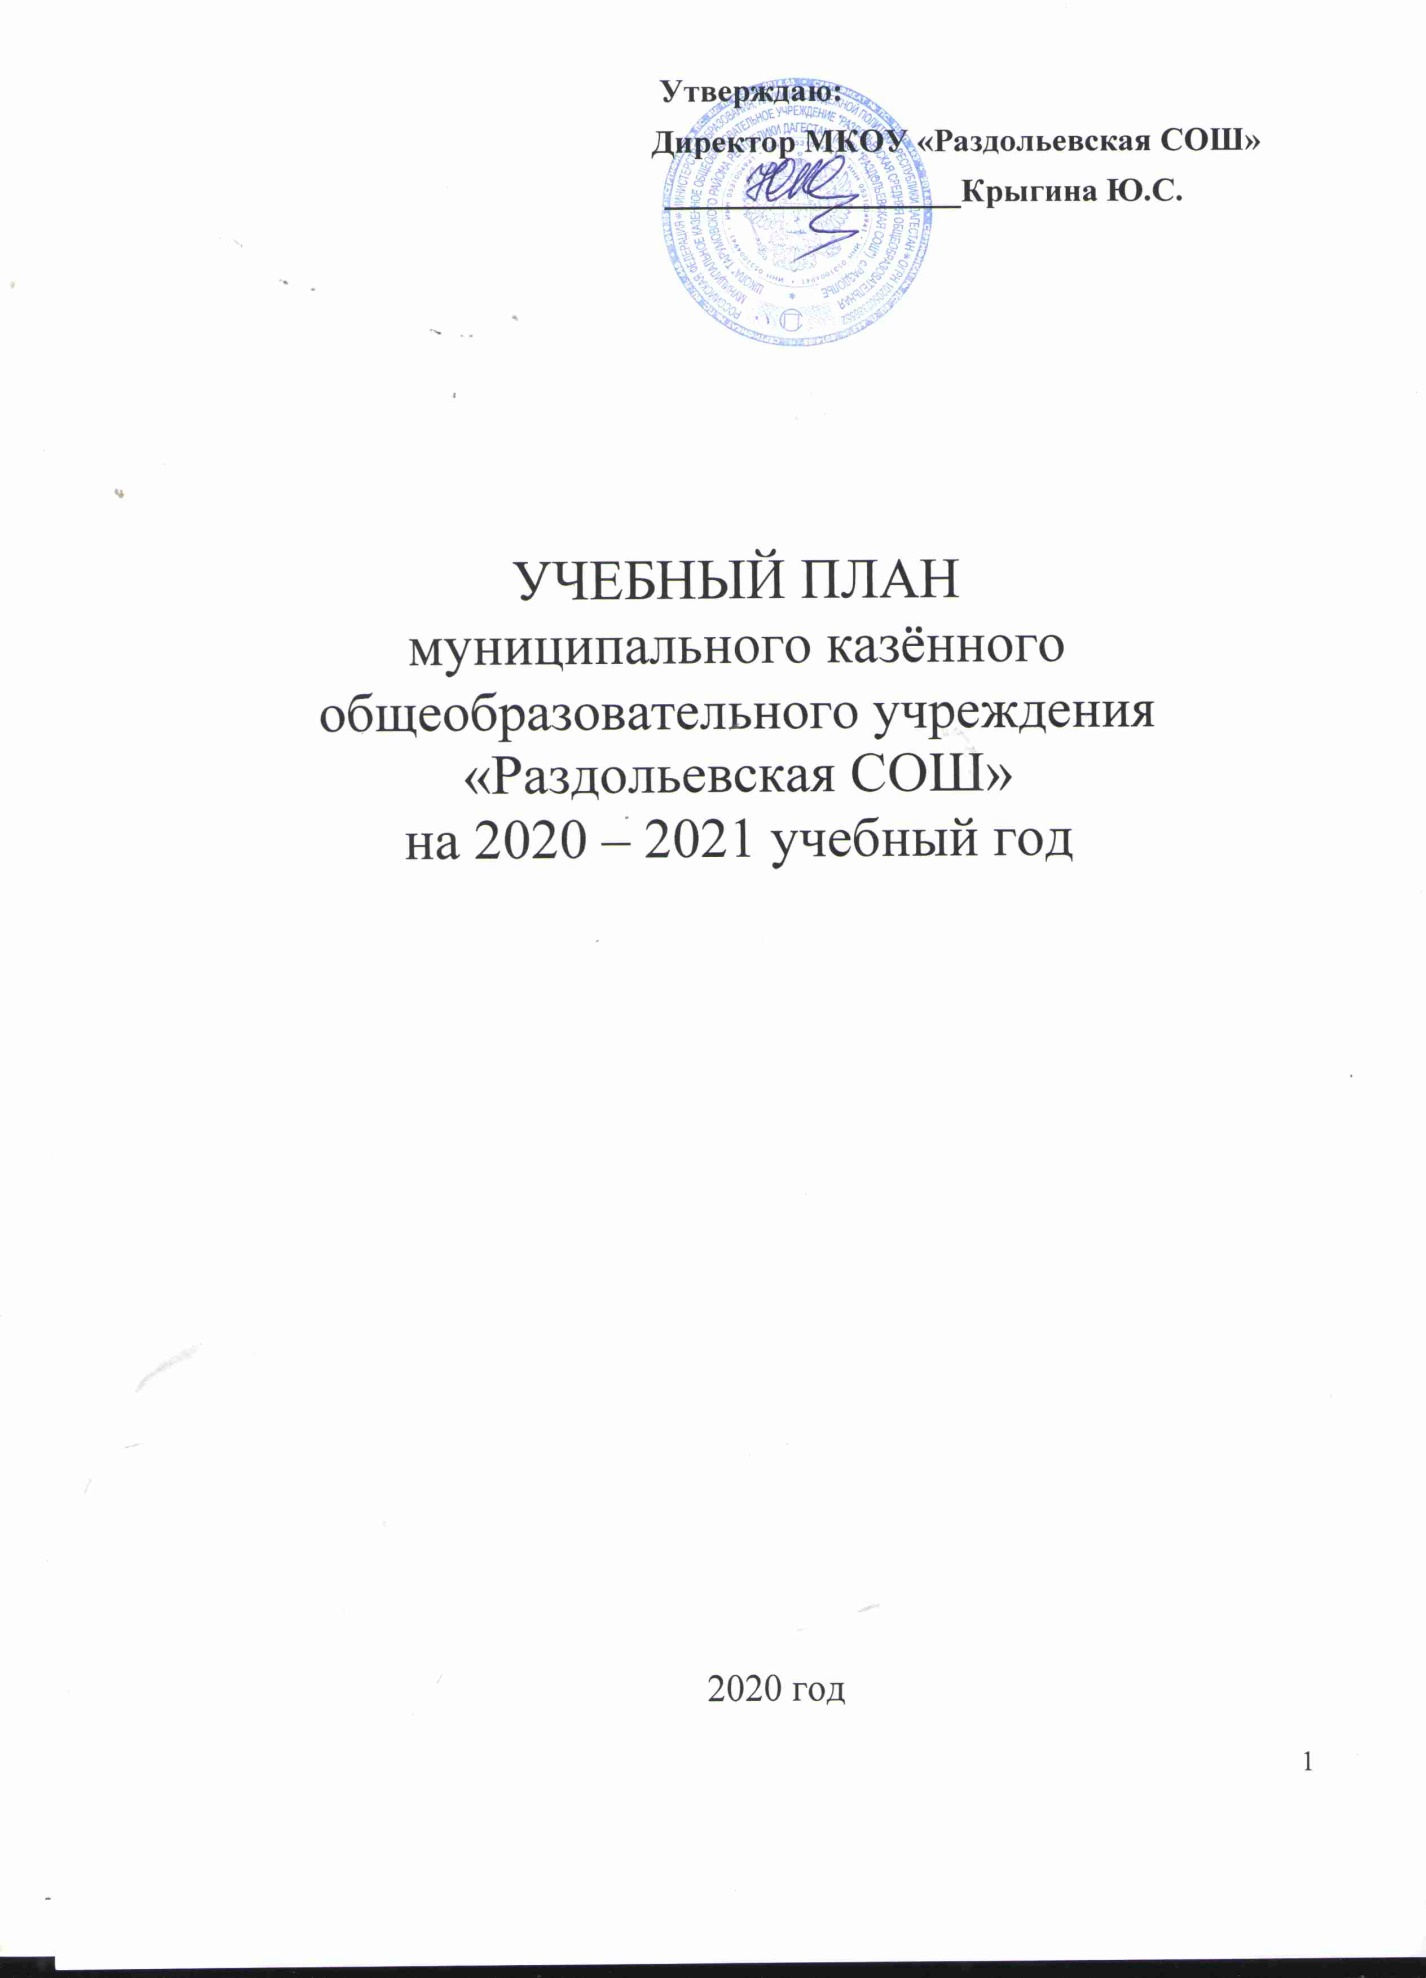 Утверждаю:
Директор МКОУ «Раздольевская СОШ»
Крыгина Ю.С.
УЧЕБНЫЙ ПЛАН
муниципального казённого
общеобразовательного учреждения
«Раздольевская СОШ»
на 2020 – 2021 учебный год
2020 год
1